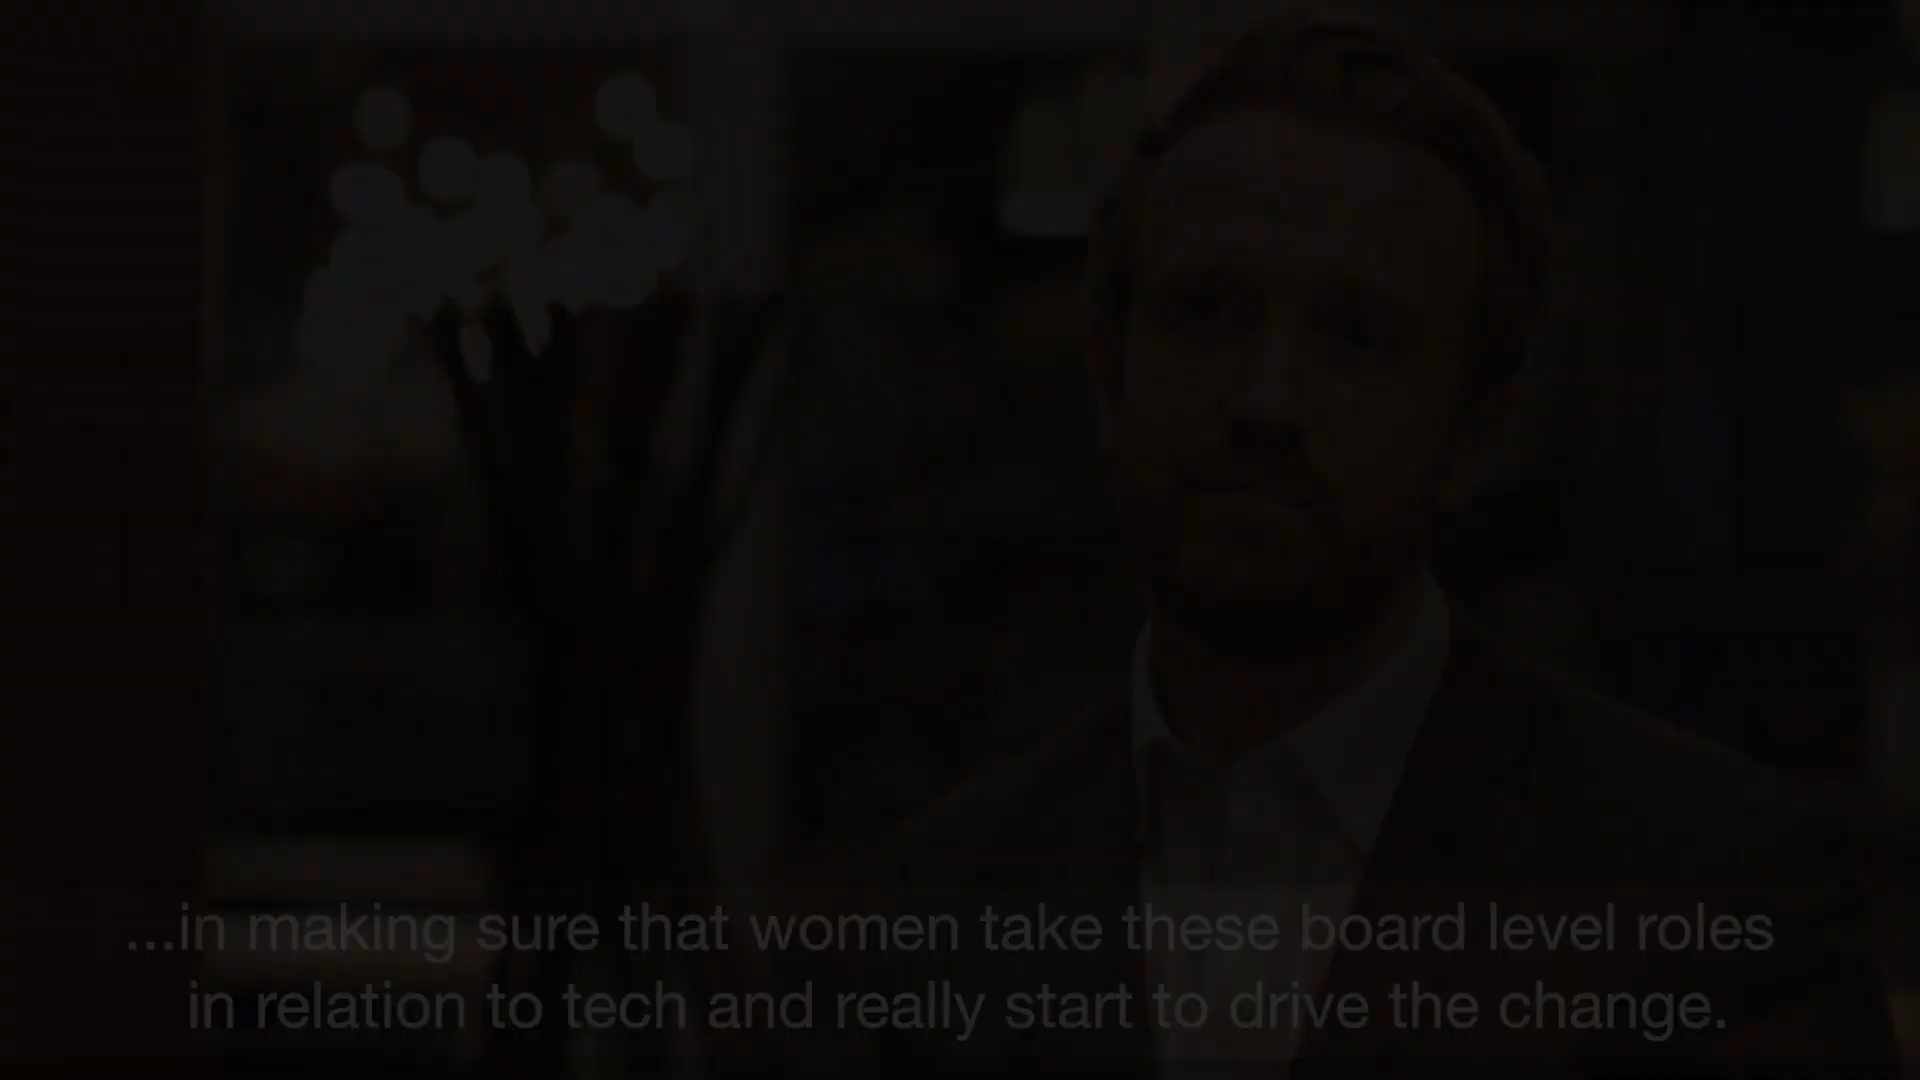 ...in making sure that women take these board level roles
in relation to tech and really start to drive the change.